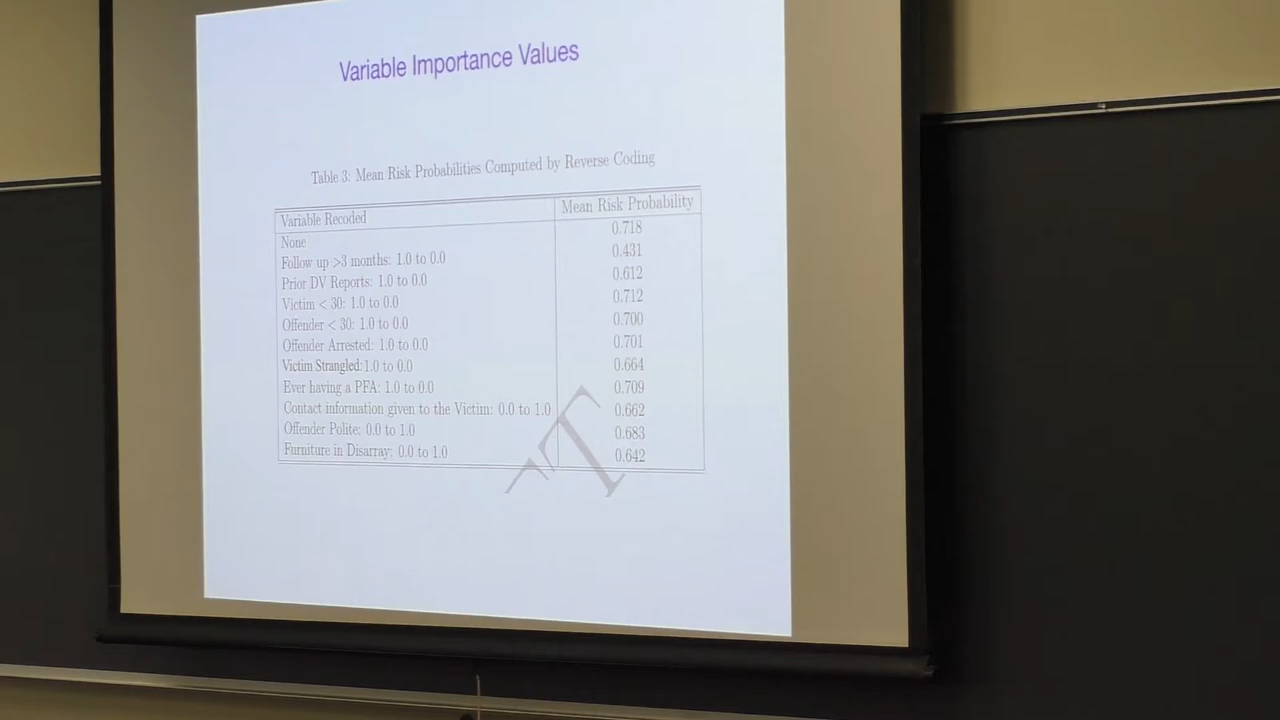 Variable Importance Values
Table 3: Mean Risk Probabilities Computed by Reverse Coding
Variable Recoded Mean Risk Probability
None 0.718
Follow up >3 months: 1.0 to 0.0 0.431
Prior DV Reports: 1.0 to 0.0 0.612
Victim < 30: 1.0 to 0.0 0.712
Offender < 30: 1.0 to 0.0 0.700
Offender Arrested: 1.0 to 0.0 0.701
Victim Strangled: 1.0 to 0.0 0.664
Ever having a PFA: 1.0 to 0.0 0.709
Contact information given to the Victim: 0.0 to 1.0 0.662
Offender Polite: 0.0 to 1.0 0.683
Furniture in Disarray: 0.0 to 1.0 0.642